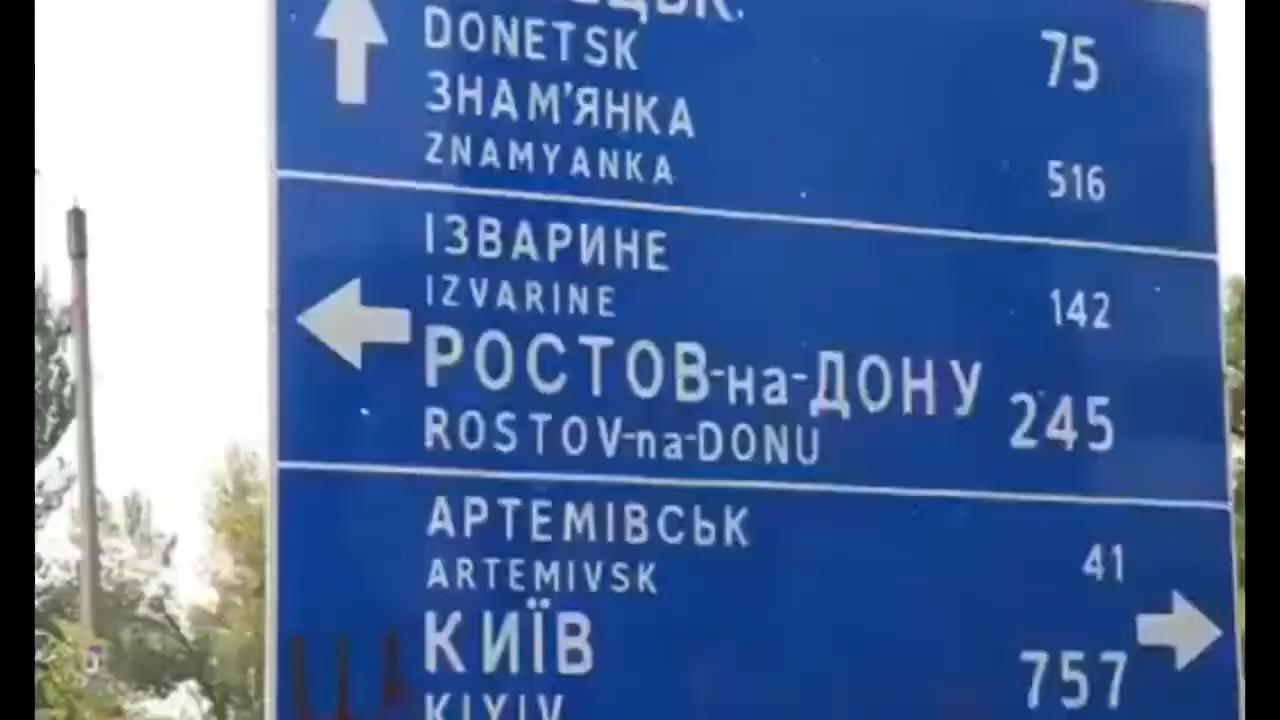 DONETSK 75
ЗНАМ'ЯНКА
ZNAMYANKA 516
ІЗВАРИНЕ
IZVARINE 142
РОСТОВ-на-ДОНУ
ROSTOV-na-DONU 245
АРТЕМІВСЬК
ARTEMIVSK 41
КИЇВ
KIYIV 757